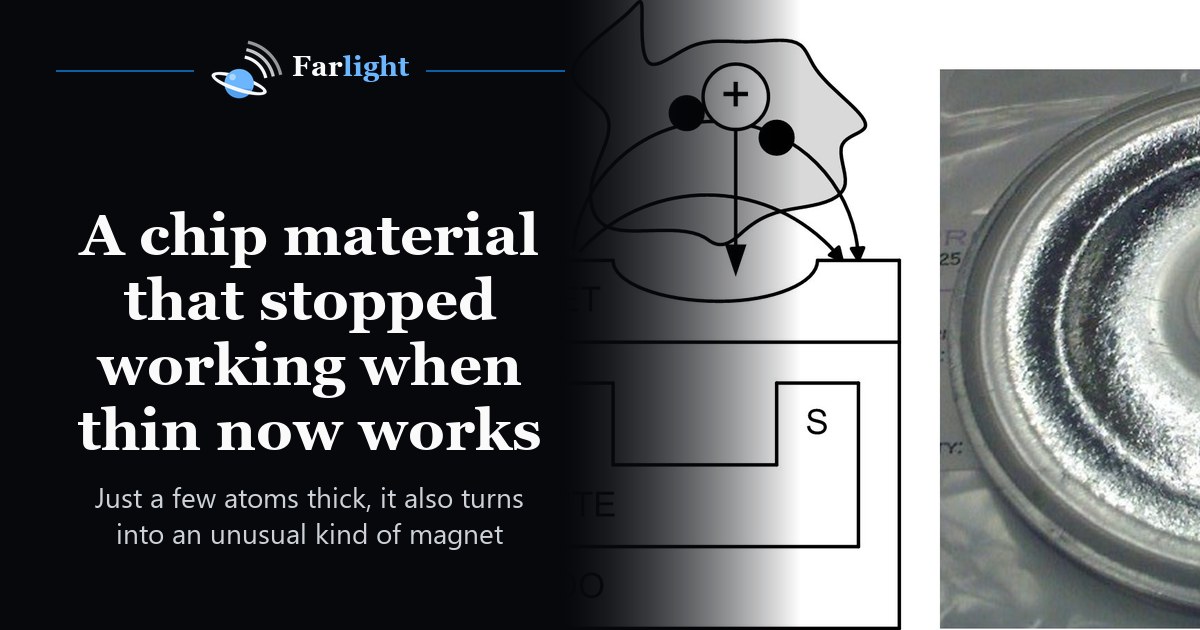 Farlight
A chip material
that stopped
working when
thin now works
Just a few atoms thick, it also turns
into an unusual kind of magnet
+
S
R
25
Y: